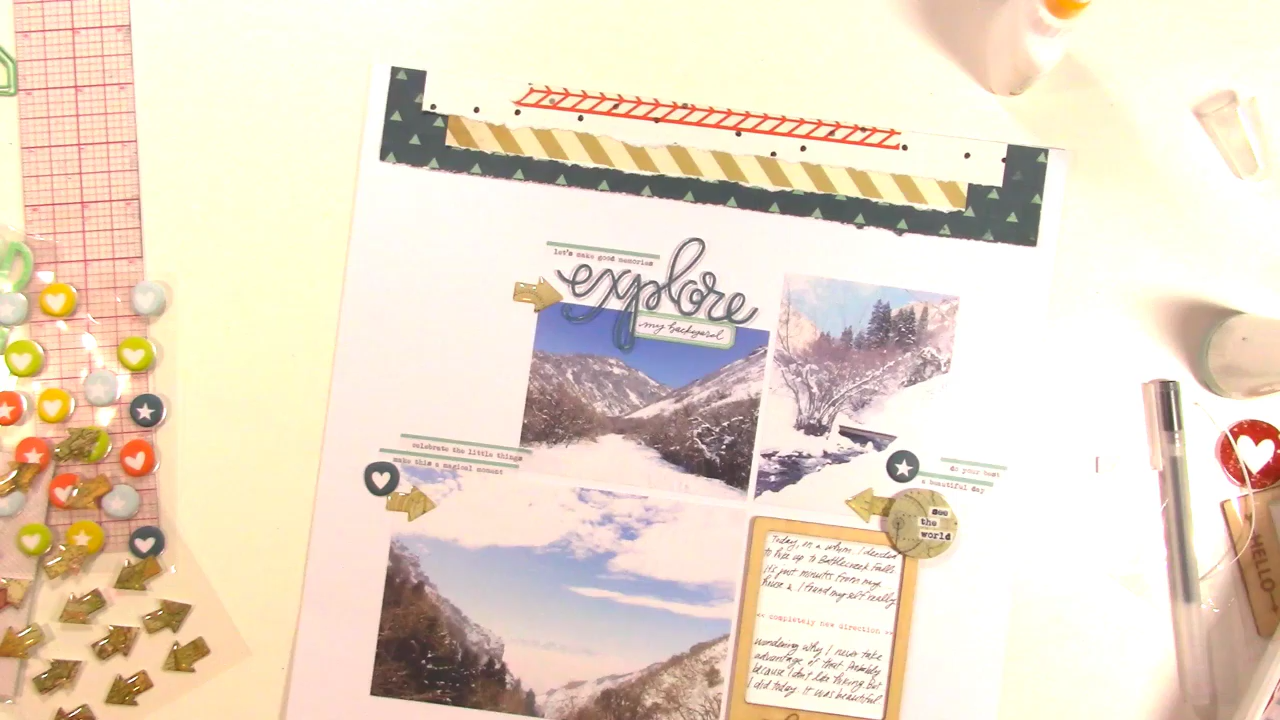 let's make good memories
explore
my backyard
celebrate the little things
make this a magical moment
do your best
a beautiful day
see
the
world
Today, on a whim, I decided
to hike up to Battlecreek Falls
it's just minutes from my
house & I found myself really
<< completely new direction >>
wondering why I never take
advantage of that. Probably
because I don't like hiking. But
I did today. It was beautiful.
HELLO